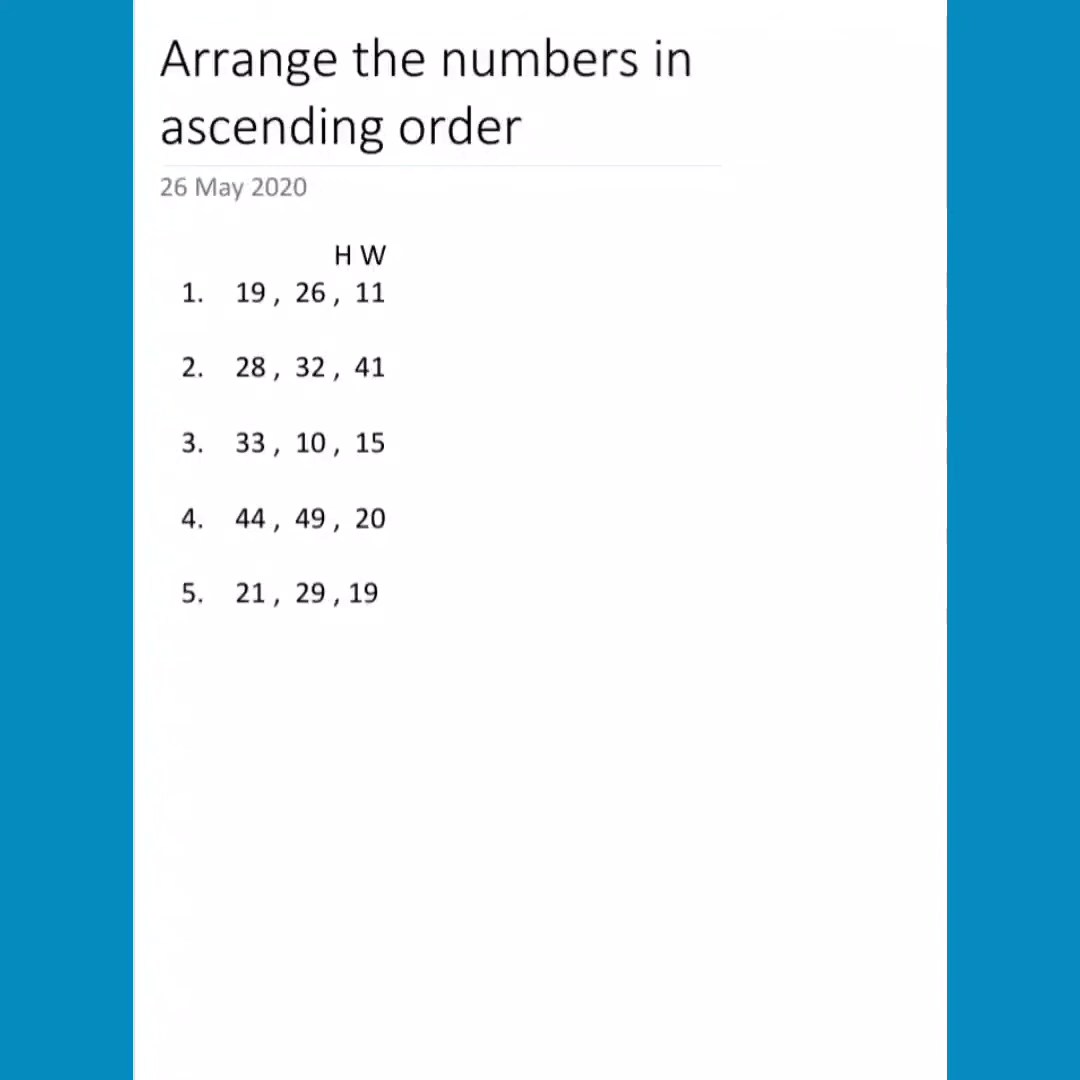 Arrange the numbers in
ascending order
26 May 2020
H W
1. 19 , 26 , 11
2. 28 , 32 , 41
3. 33 , 10 , 15
4. 44 , 49 , 20
5. 21 , 29 , 19